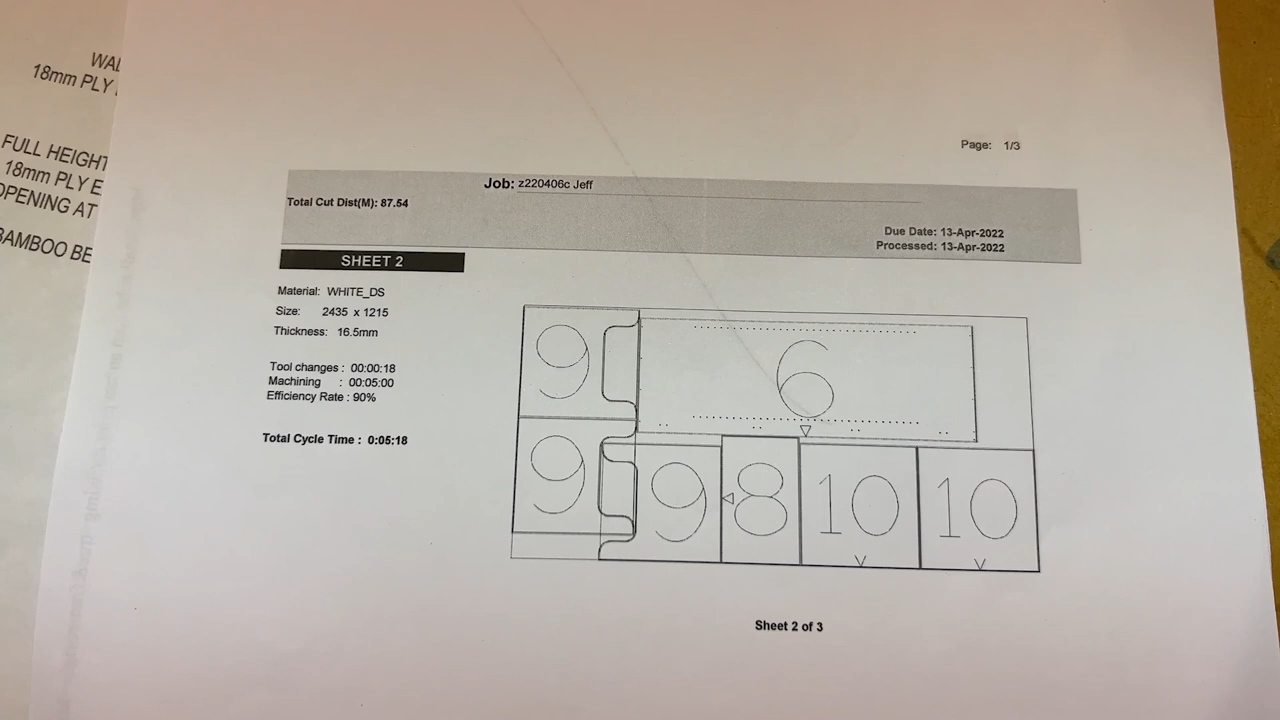 WAL
18mm PLY
FULL HEIGHT
18mm PLY E
OPENING AT
BAMBOO BE
Page: 1/3
Job: z220406c Jeff
Total Cut Dist(M): 87.54
Due Date: 13-Apr-2022
Processed: 13-Apr-2022
SHEET 2
Material: WHITE_DS
Size: 2435 x 1215
Thickness: 16.5mm
Tool changes : 00:00:18
Machining : 00:05:00
Efficiency Rate : 90%
Total Cycle Time : 0:05:18
9 6
9 9 8 10 10
Sheet 2 of 3